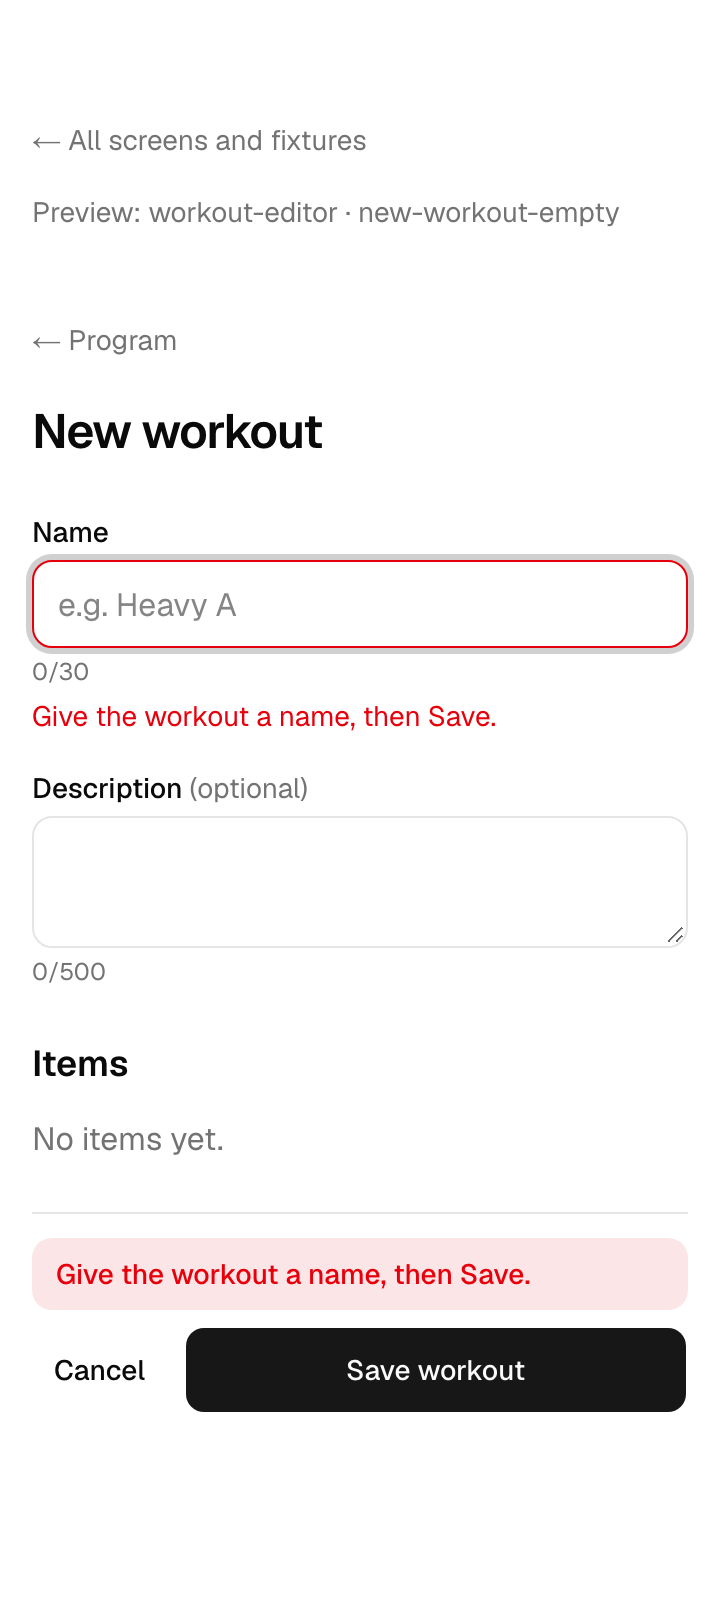 ← All screens and fixtures
Preview: workout-editor · new-workout-empty
← Program
New workout
Name
e.g. Heavy A
0/30
Give the workout a name, then Save.
Description (optional)
0/500
Items
No items yet.
Give the workout a name, then Save.
Cancel
Save workout